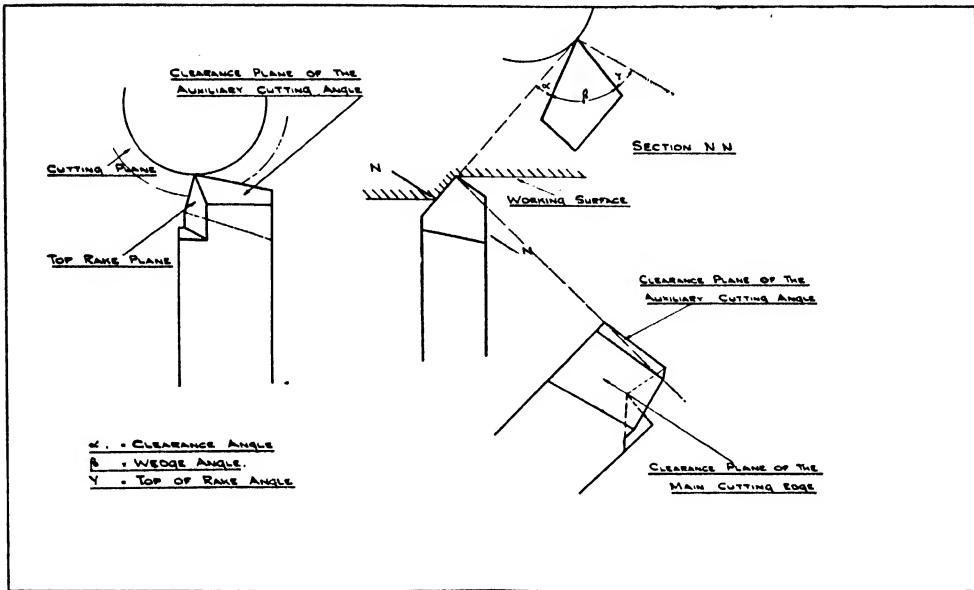 CLEARANCE PLANE OF THE
AUXILIARY CUTTING ANGLE
CUTTING PLANE
TOP RAKE PLANE
α β γ
SECTION N N
N
WORKING SURFACE
N
CLEARANCE PLANE OF THE
AUXILIARY CUTTING ANGLE
CLEARANCE PLANE OF THE
MAIN CUTTING EDGE
α. = CLEARANCE ANGLE
β = WEDGE ANGLE.
γ = TOP OF RAKE ANGLE